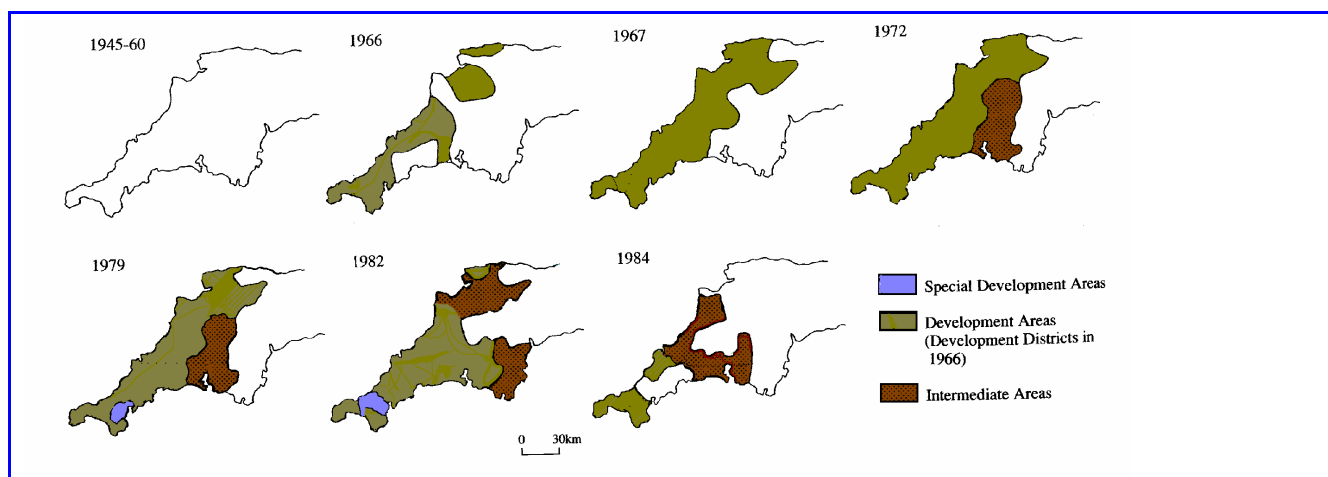 1945-60
1966
1967
1972
1979
1982
1984
Special Development Areas
Development Areas
(Development Districts in
1966)
Intermediate Areas
0 30km